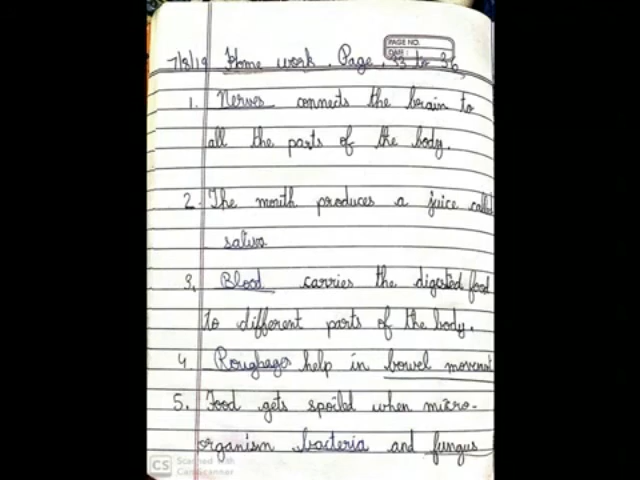 PAGE NO.
DATE :
7/8/19 Home work . Page . 33 to 36
1. Nerves connects the brain to
all the parts of the body.
2. The mouth produces a juice called
saliva
3. Blood carries the digested food
to different parts of the body.
4. Roughages help in bowel movemnt
5. Food gets spoiled when micro-
organism bacteria and fungus
CS Scanned with
CamScanner